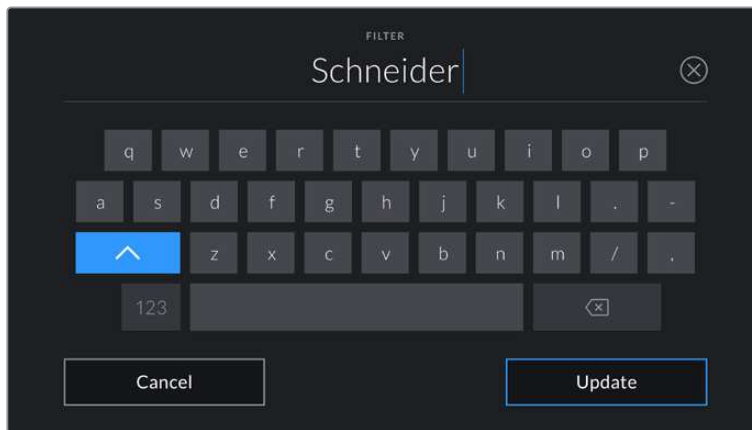 FILTER
Schneider
q w e r t y u i o p
a s d f g h j k l . -
z x c v b n m / ,
123
Cancel Update